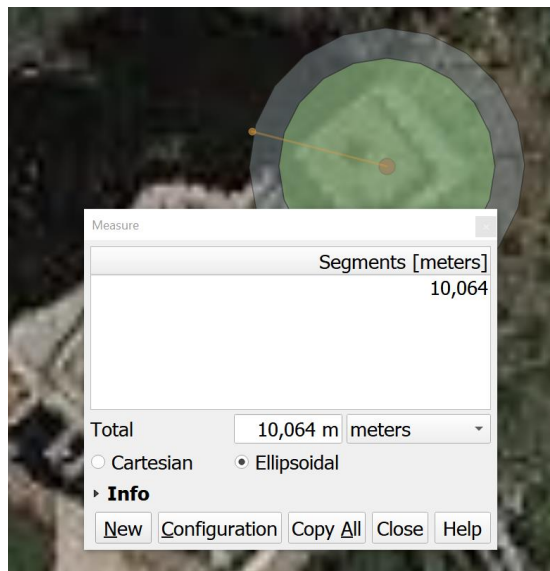 Measure
Segments [meters]
10,064
Total 10,064 m meters
Cartesian Ellipsoidal
Info
New Configuration Copy All Close Help